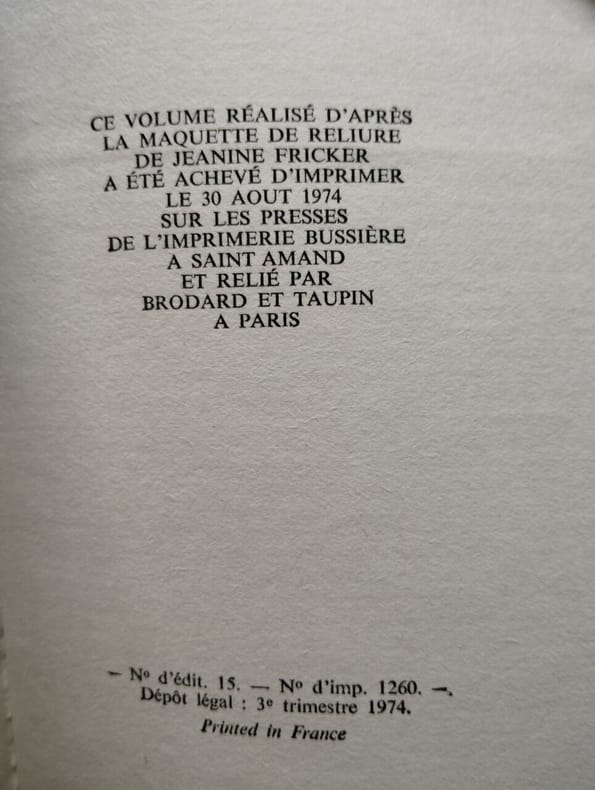 CE VOLUME RÉALISÉ D'APRÈS
LA MAQUETTE DE RELIURE
DE JEANINE FRICKER
A ÉTÉ ACHEVÉ D'IMPRIMER
LE 30 AOUT 1974
SUR LES PRESSES
DE L'IMPRIMERIE BUSSIÈRE
A SAINT AMAND
ET RELIÉ PAR
BRODARD ET TAUPIN
A PARIS
— Nº d'édit. 15. — Nº d'imp. 1260. —.
Dépôt légal : 3e trimestre 1974.
Printed in France